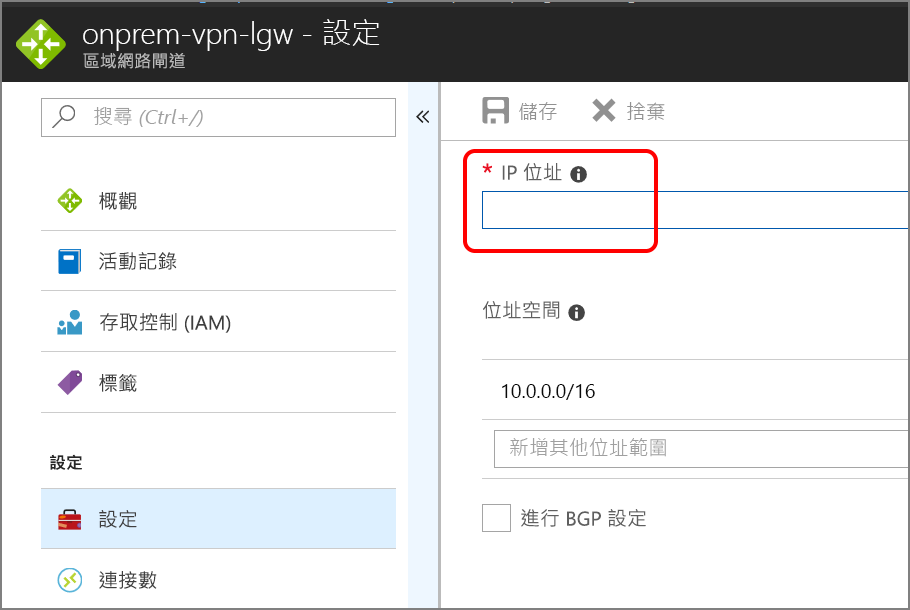 onprem-vpn-lgw - 設定
區域網路閘道
搜尋 (Ctrl+/)
«
概觀
活動記錄
存取控制 (IAM)
標籤
設定
設定
連接數
儲存
捨棄
* IP 位址
位址空間
10.0.0.0/16
新增其他位址範圍
進行 BGP 設定